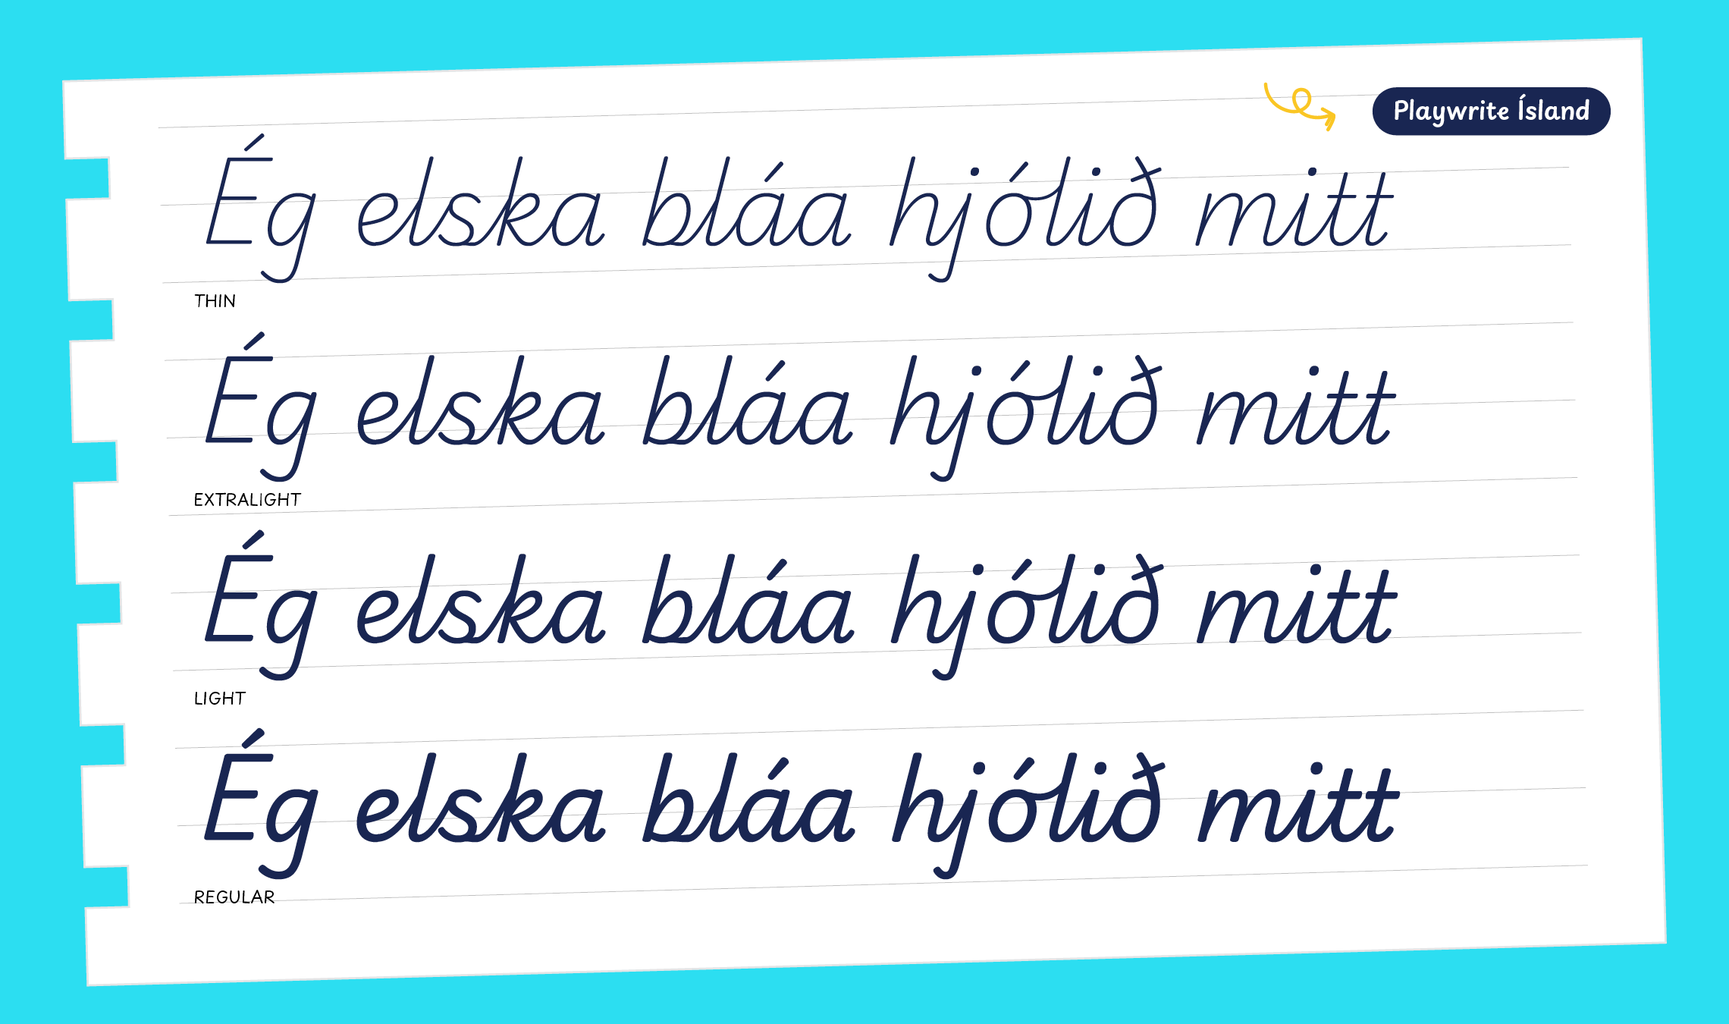 Playwrite Ísland
Ég elska bláa hjólið mitt
THIN
Ég elska bláa hjólið mitt
EXTRALIGHT
Ég elska bláa hjólið mitt
LIGHT
Ég elska bláa hjólið mitt
REGULAR